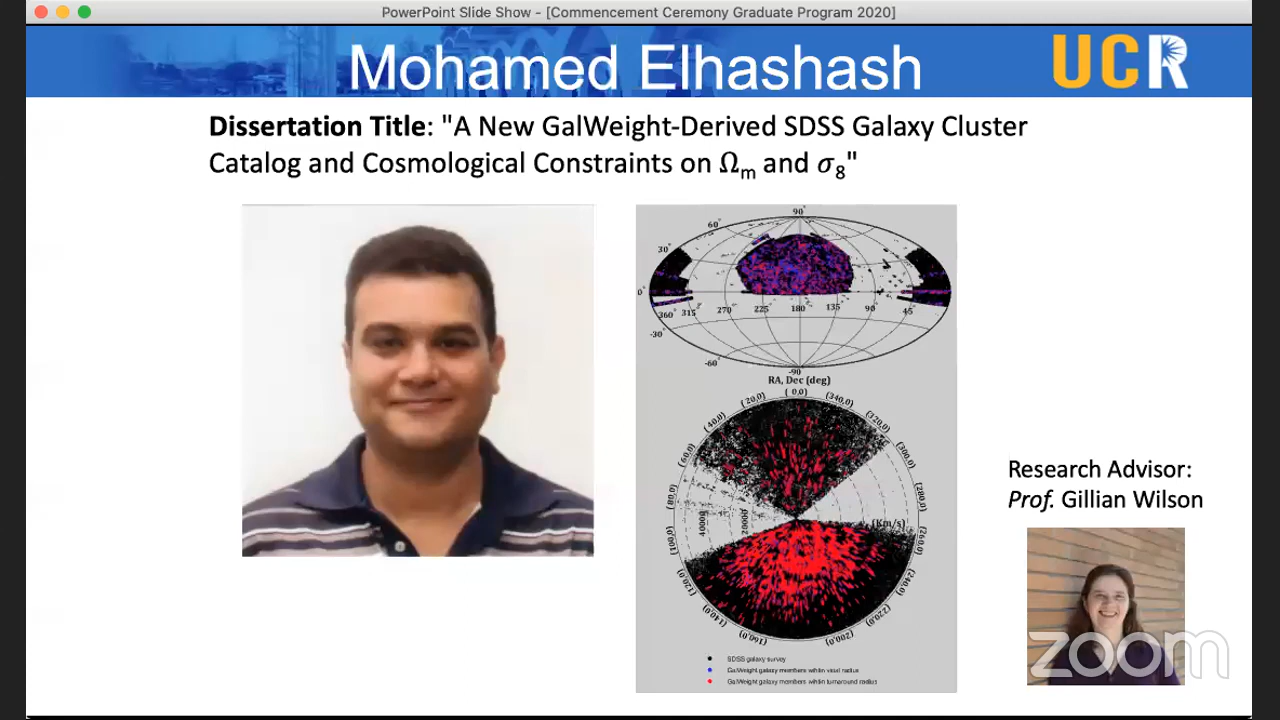 PowerPoint Slide Show - [Commencement Ceremony Graduate Program 2020]
Mohamed Elhashash
UCR
Dissertation Title: "A New GalWeight-Derived SDSS Galaxy Cluster
Catalog and Cosmological Constraints on Ωm and σ8"
90°
60°
30°
0°
360° 315° 270 225 180 135 90 45
-30°
-60°
-90
RA, Dec (deg)
(0,0)
(20,0) (340,0)
(40,0) (320,0)
(60,0) (300,0)
(80,0) (280,0)
40000 20000 (Km/s)
(100,0) (260,0)
(120,0) (240,0)
(140,0) (220,0)
(160,0) (200,0)
SDSS galaxy survey
GalWeight galaxy members within virial radius
GalWeight galaxy members within turnaround radius
Research Advisor:
Prof. Gillian Wilson
zoom